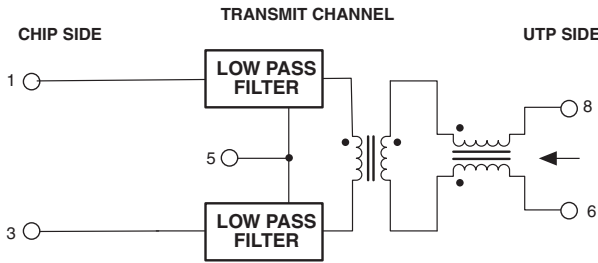 TRANSMIT CHANNEL
CHIP SIDE
UTP SIDE
LOW PASS
FILTER
1
8
5
LOW PASS
FILTER
3
6